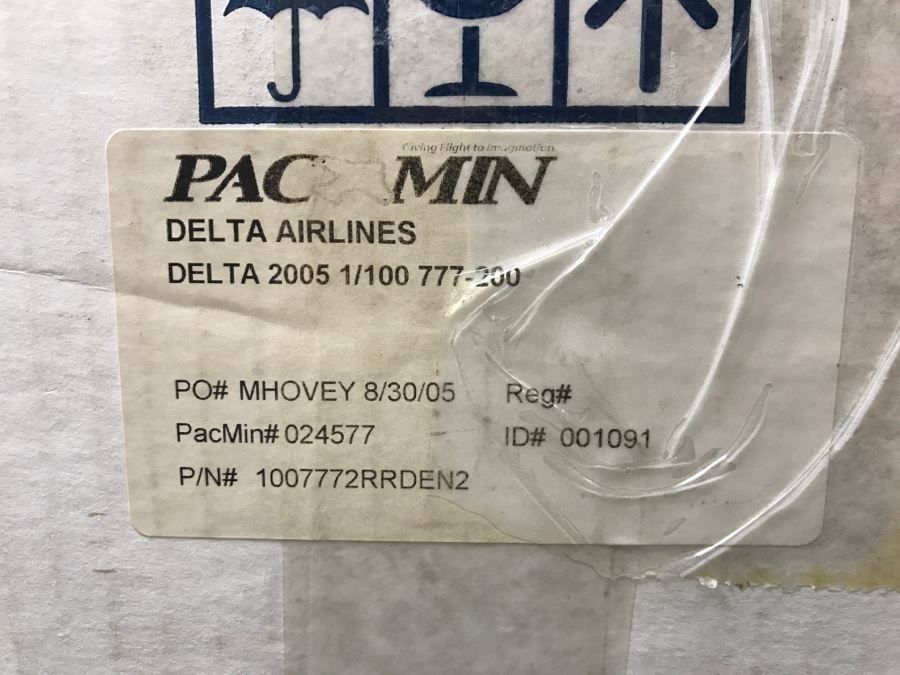 Giving Flight to Imagination.
PAC MIN
DELTA AIRLINES
DELTA 2005 1/100 777-200
PO# MHOVEY 8/30/05 Reg#
PacMin# 024577 ID# 001091
P/N# 1007772RRDEN2